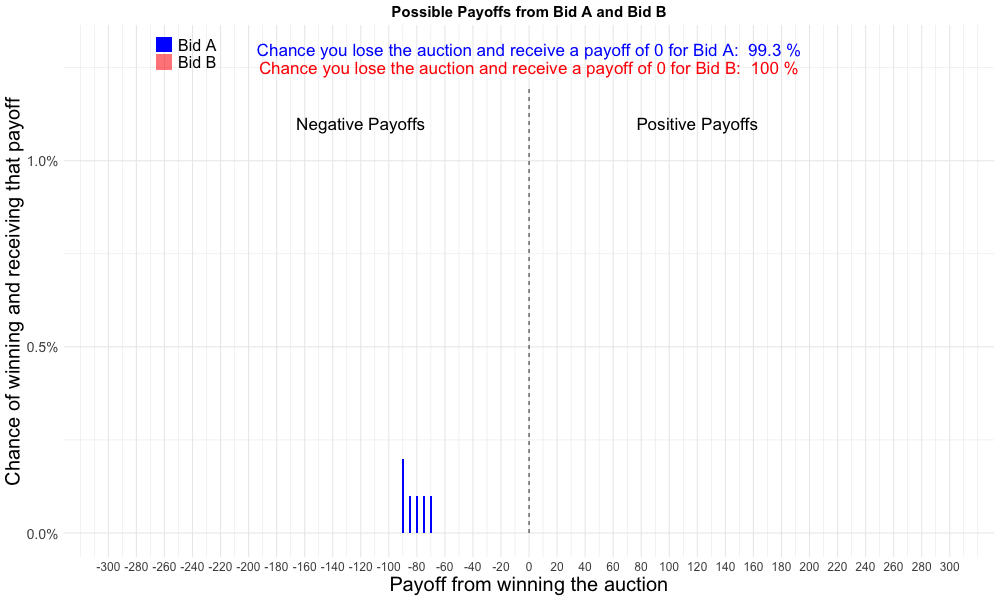 Possible Payoffs from Bid A and Bid B
Bid A
Bid B
Chance you lose the auction and receive a payoff of 0 for Bid A:  99.3 %
Chance you lose the auction and receive a payoff of 0 for Bid B:  100 %
Negative Payoffs
Positive Payoffs
Chance of winning and receiving that payoff
1.0%
0.5%
0.0%
-300 -280 -260 -240 -220 -200 -180 -160 -140 -120 -100 -80 -60 -40 -20 0 20 40 60 80 100 120 140 160 180 200 220 240 260 280 300
Payoff from winning the auction